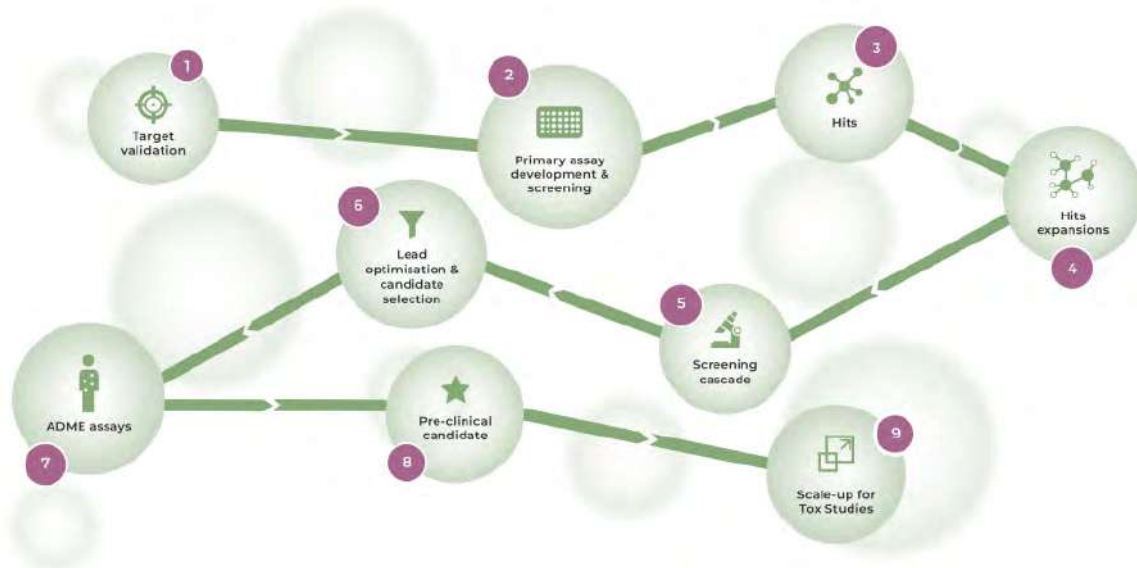 1
Target
validation
2
Primary assay
development &
screening
3
Hits
Hits
expansions
4
5
Screening
cascade
6
Lead
optimisation &
candidate
selection
ADME assays
7
Pre-clinical
candidate
8
9
Scale-up for
Tox Studies